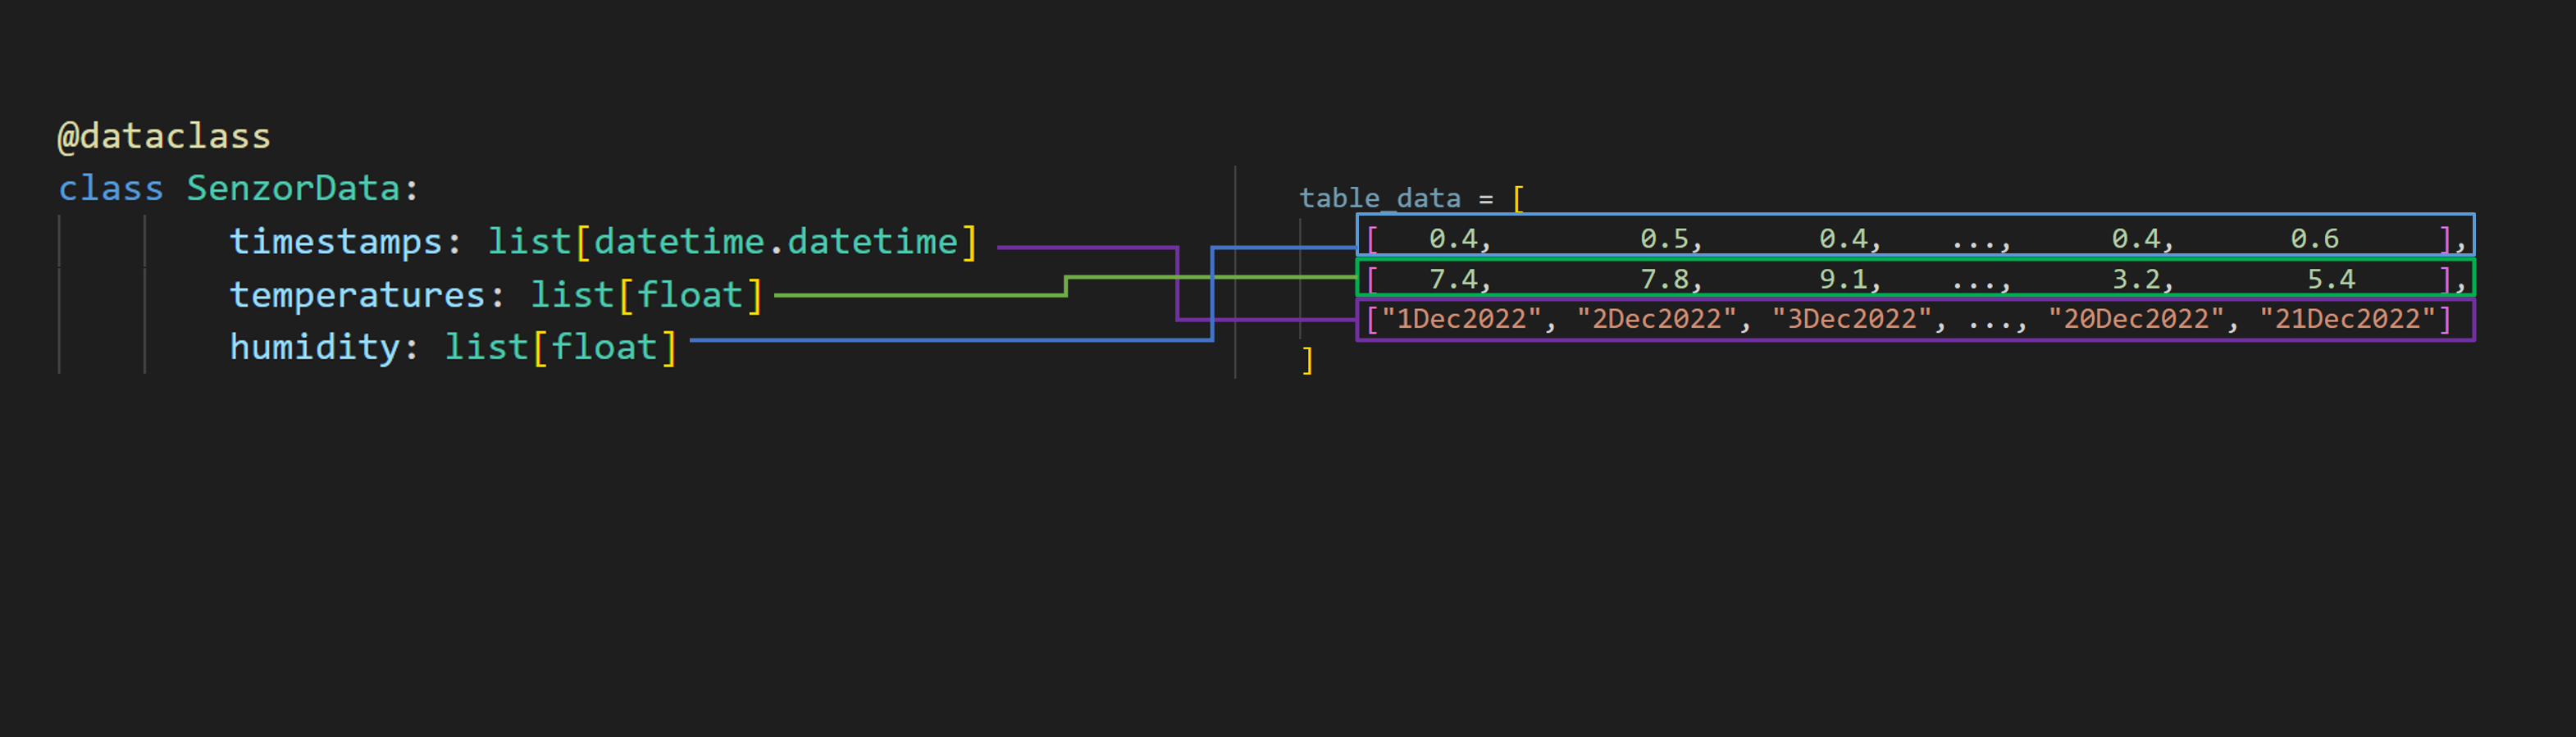 @dataclass
class SenzorData:
timestamps: list[datetime.datetime]
temperatures: list[float]
humidity: list[float]
table_data = [
[ 0.4, 0.5, 0.4, ..., 0.4, 0.6 ],
[ 7.4, 7.8, 9.1, ..., 3.2, 5.4 ],
["1Dec2022", "2Dec2022", "3Dec2022", ..., "20Dec2022", "21Dec2022"]
]